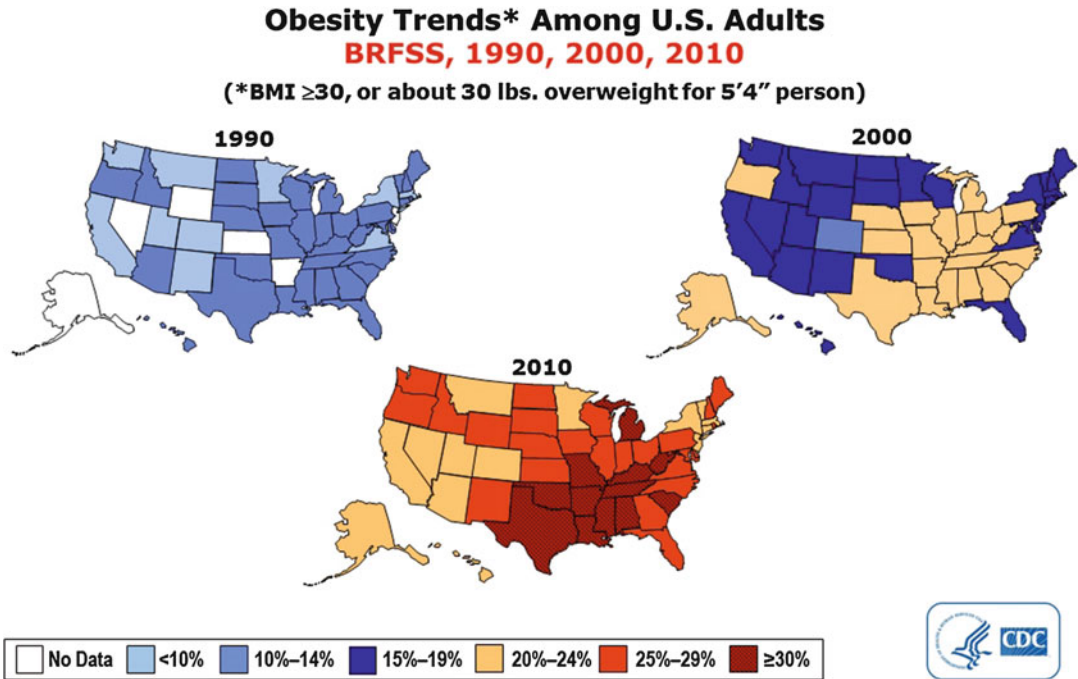 Obesity Trends* Among U.S. Adults
BRFSS, 1990, 2000, 2010
(*BMI ≥30, or about 30 lbs. overweight for 5’4” person)
1990
2000
2010
No Data
<10%
10%–14%
15%–19%
20%–24%
25%–29%
≥30%
CDC